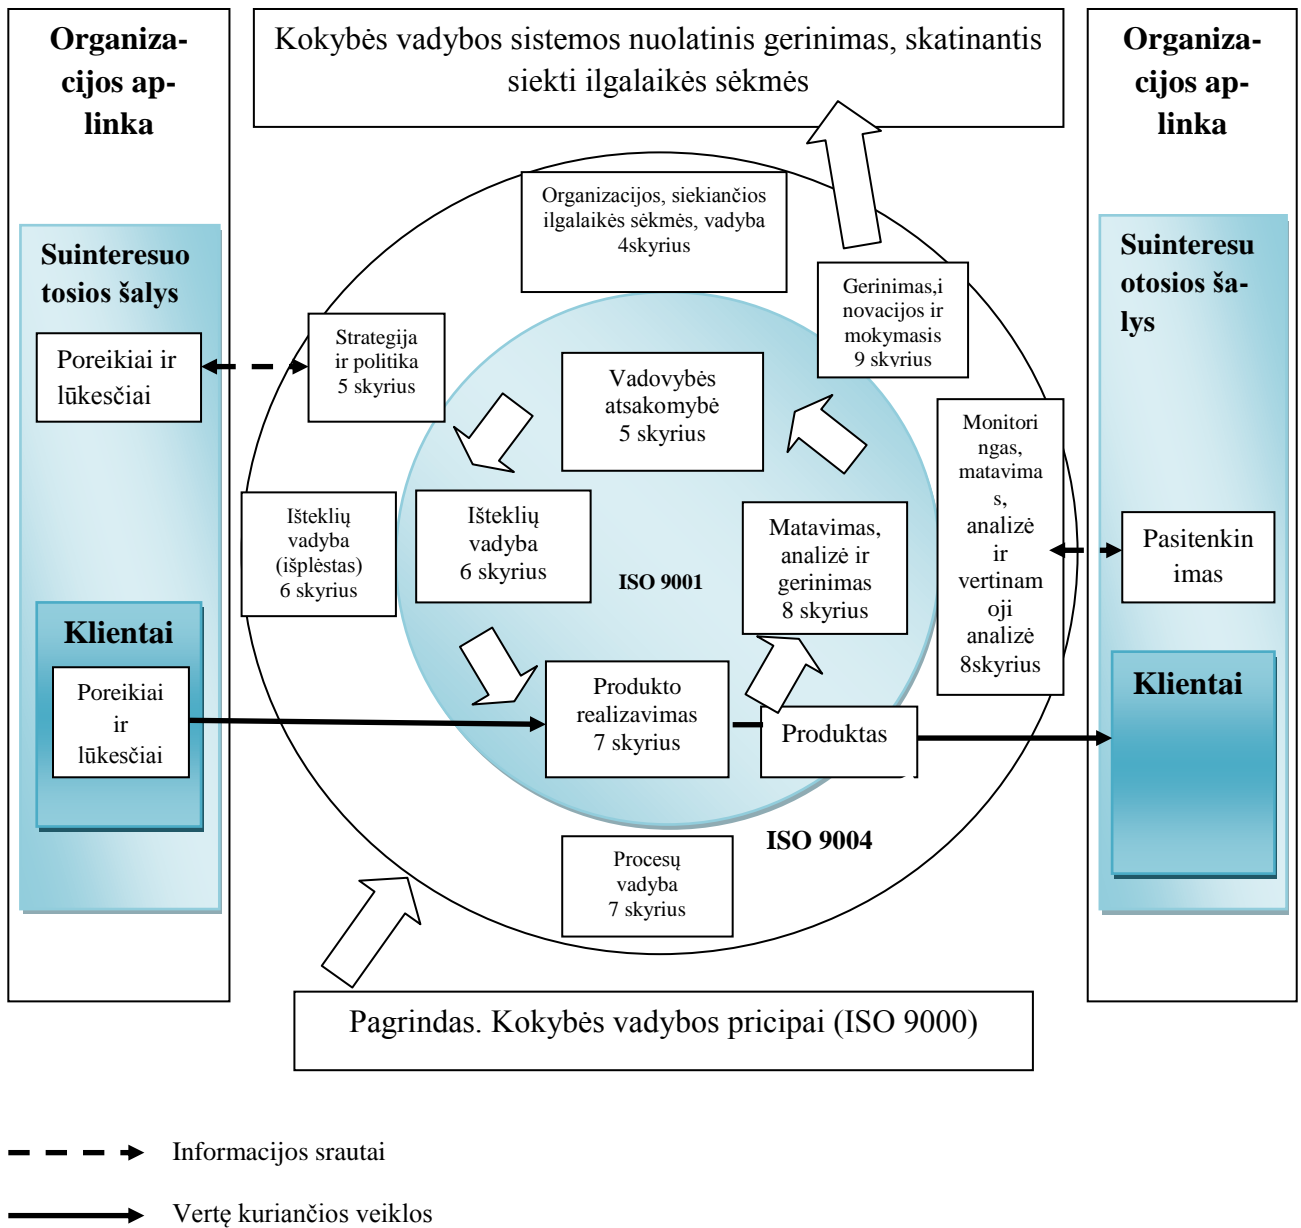 Organiza-
cijos ap-
linka
Kokybės vadybos sistemos nuolatinis gerinimas, skatinantis
siekti ilgalaikės sėkmės
Organiza-
cijos ap-
linka
Suinteresuo
tosios šalys
Poreikiai ir
lūkesčiai
Klientai
Poreikiai
ir
lūkesčiai
Organizacijos, siekiančios
ilgalaikės sėkmės, vadyba
4skyrius
Strategija
ir politika
5 skyrius
Gerinimas,i
novacijos ir
mokymasis
9 skyrius
Vadovybės
atsakomybė
5 skyrius
Išteklių
vadyba
(išplėstas)
6 skyrius
Išteklių
vadyba
6 skyrius
ISO 9001
Matavimas,
analizė ir
gerinimas
8 skyrius
Monitori
ngas,
matavima
s,
analizė
ir
vertinam
oji
analizė
8skyrius
Produkto
realizavimas
7 skyrius
Produktas
ISO 9004
Procesų
vadyba
7 skyrius
Suinteresu
otosios ša-
lys
Pasitenkin
imas
Klientai
Pagrindas. Kokybės vadybos pricipai (ISO 9000)
Informacijos srautai
Vertę kuriančios veiklos